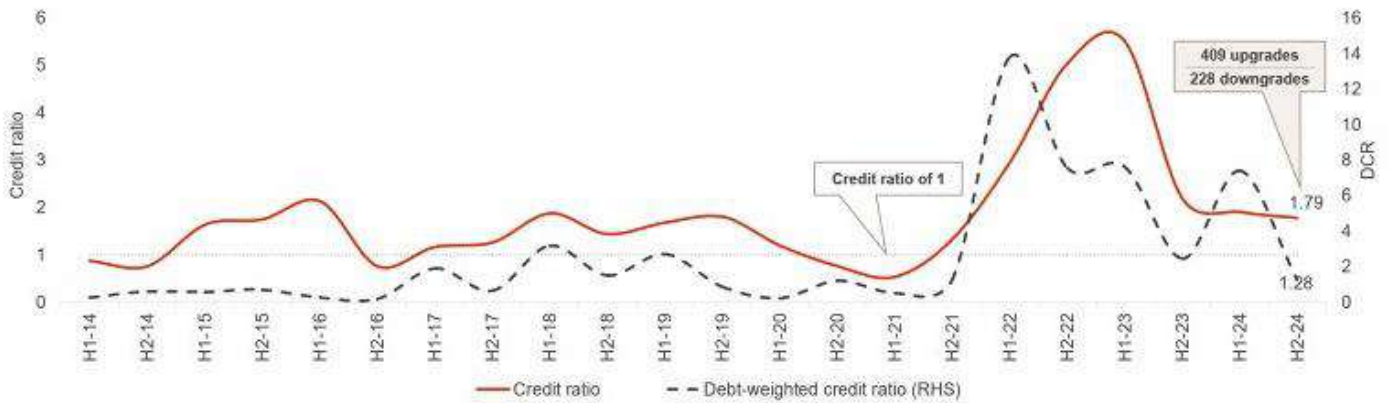 6
5
4
3
2
1
0
Credit ratio
16
14
12
10
8
6
4
2
0
DCR
409 upgrades
228 downgrades
Credit ratio of 1
1.79
1.28
H1-14
H2-14
H1-15
H2-15
H1-16
H2-16
H1-17
H2-17
H1-18
H2-18
H1-19
H2-19
H1-20
H2-20
H1-21
H2-21
H1-22
H2-22
H1-23
H2-23
H1-24
H2-24
Credit ratio
Debt-weighted credit ratio (RHS)